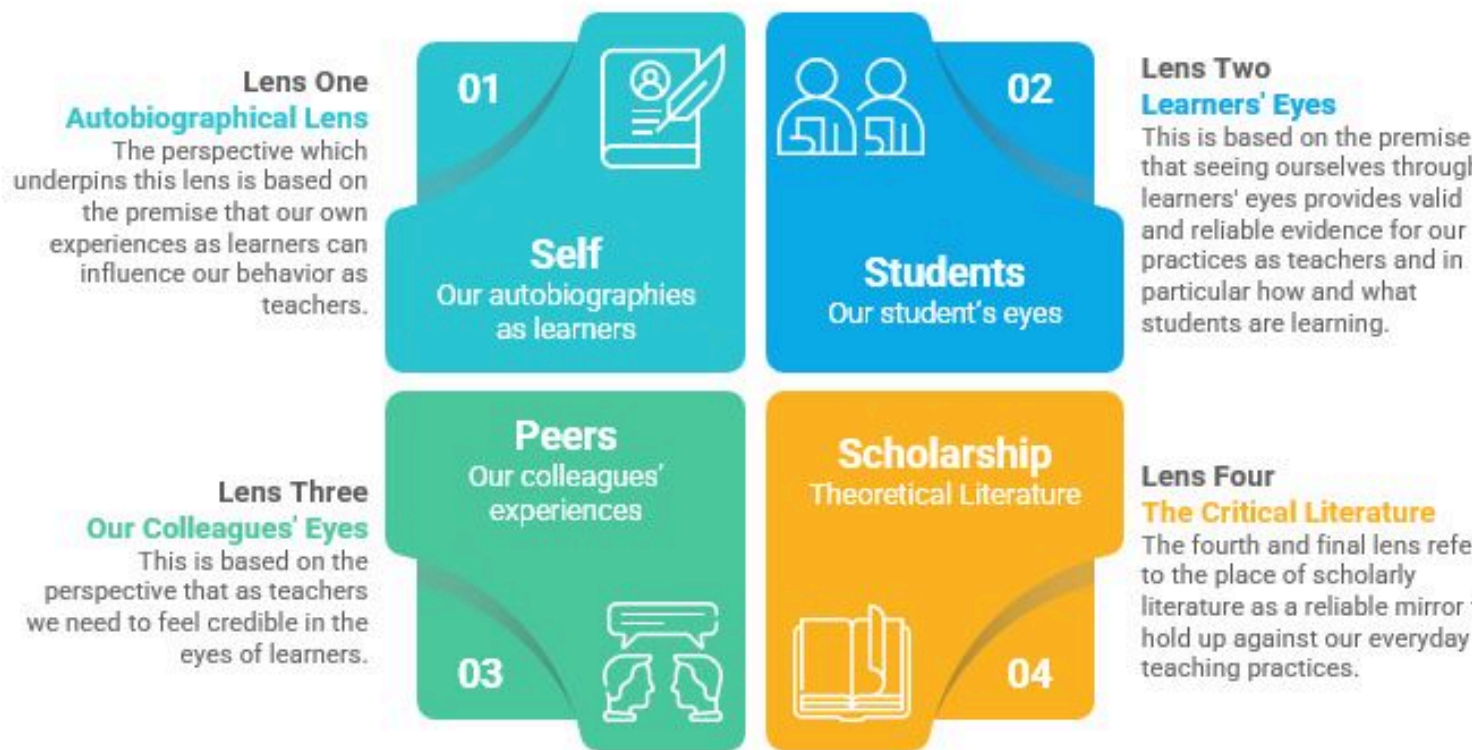 Lens One
Autobiographical Lens
The perspective which
underpins this lens is based on
the premise that our own
experiences as learners can
influence our behavior as
teachers.
01
Self
Our autobiographies
as learners
02
Students
Our student's eyes
Lens Two
Learners' Eyes
This is based on the premise
that seeing ourselves through
learners' eyes provides valid
and reliable evidence for our
practices as teachers and in
particular how and what
students are learning.
Lens Three
Our Colleagues' Eyes
This is based on the
perspective that as teachers
we need to feel credible in the
eyes of learners.
Peers
Our colleagues'
experiences
03
Scholarship
Theoretical Literature
04
Lens Four
The Critical Literature
The fourth and final lens
to the place of scholarly
literature as a reliable mirror
hold up against our everyday
teaching practices.